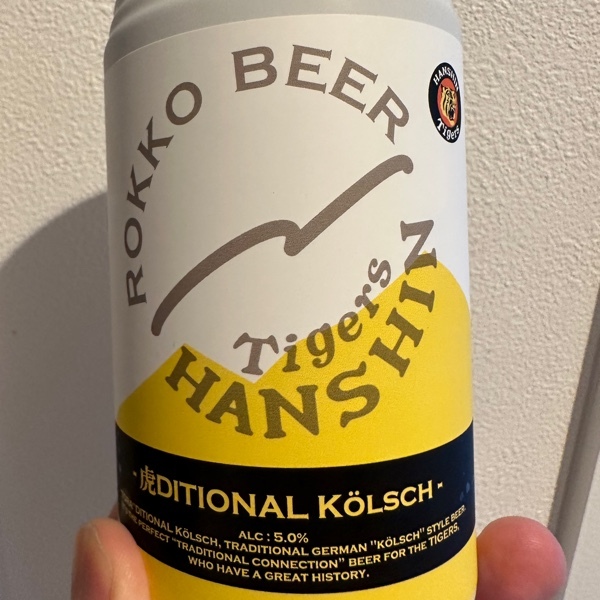 ROKKO BEER
HANSHIN
Tigers
Tigers
HANSHIN
-虎DITIONAL KÖLSCH-
ALC : 5.0%
DITIONAL KÖLSCH, TRADITIONAL GERMAN "KÖLSCH" STYLE BEER.
THE PERFECT "TRADITIONAL CONNECTION" BEER FOR THE TIGERS,
WHO HAVE A GREAT HISTORY.